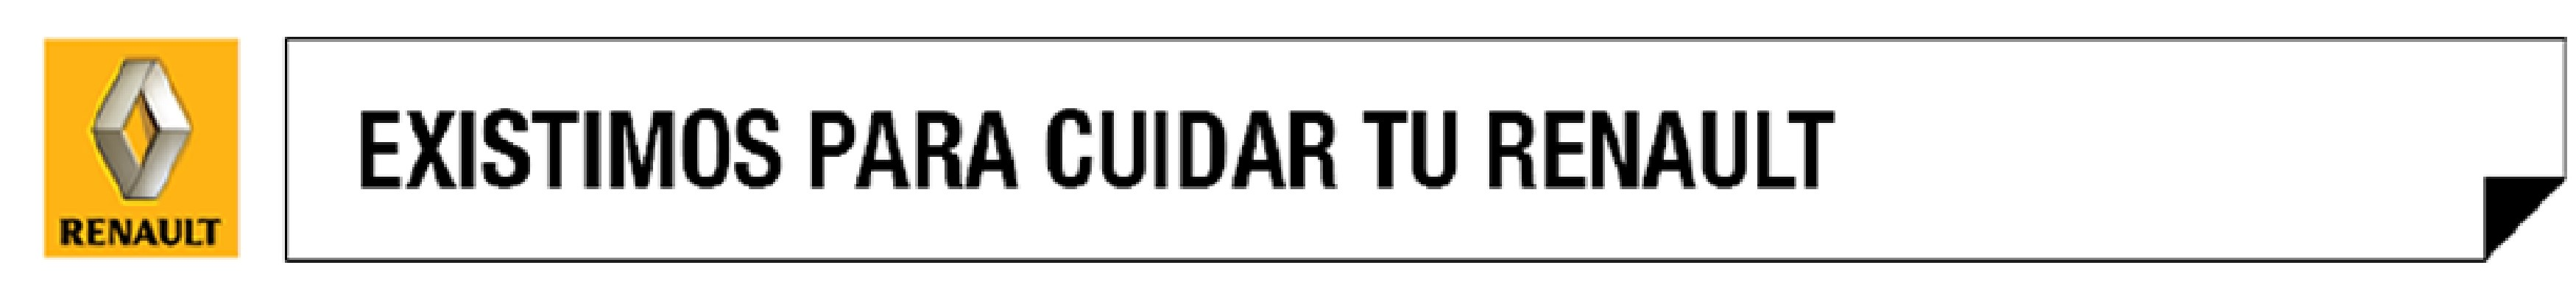 RENAULT
EXISTIMOS PARA CUIDAR TU RENAULT